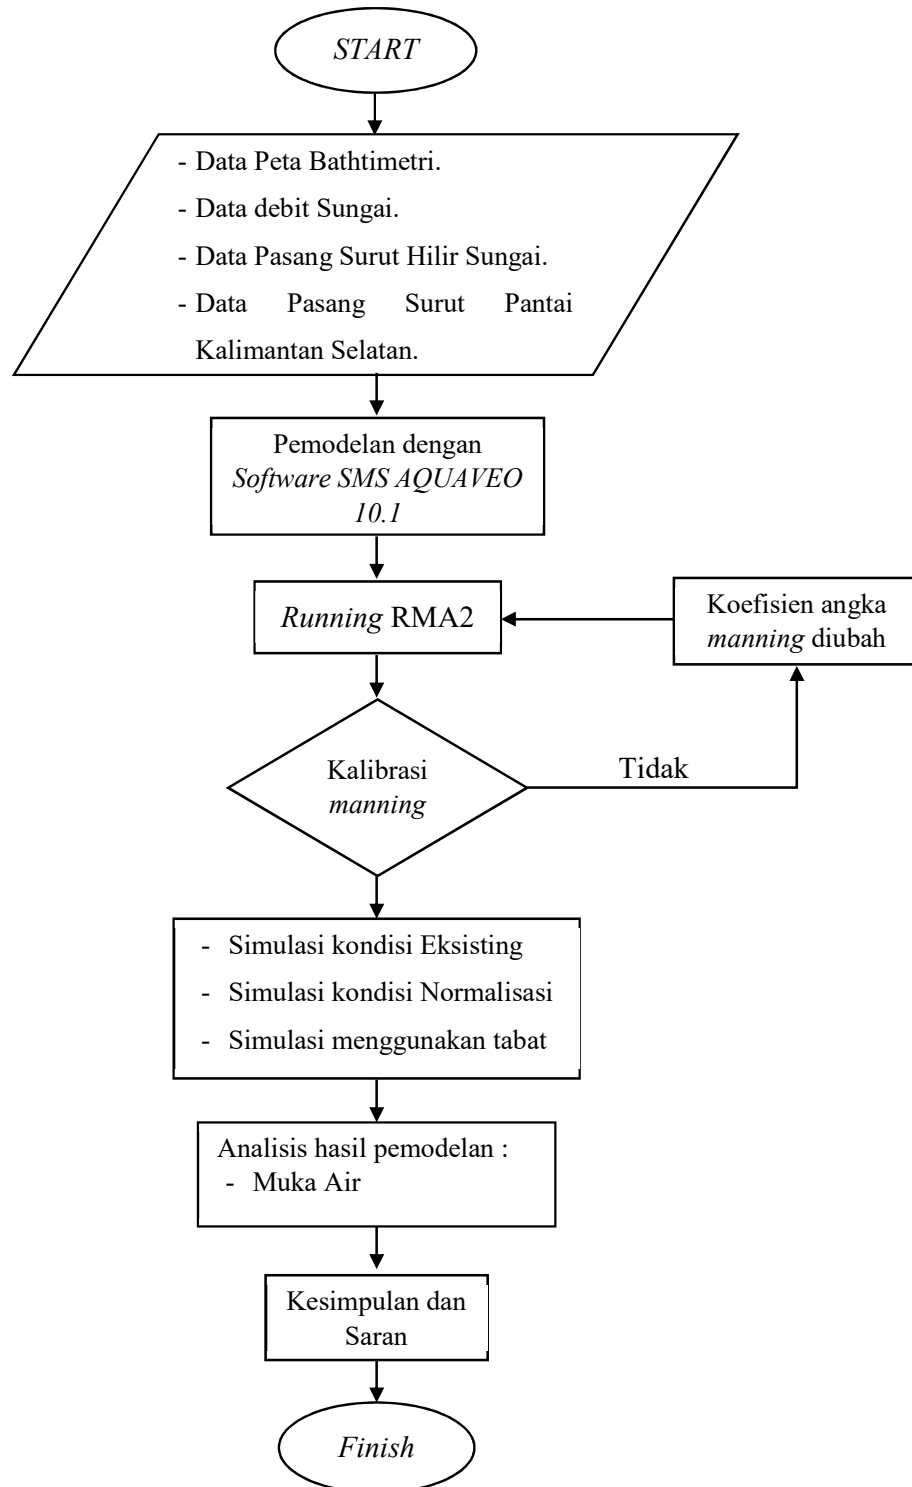 START
- Data Peta Bathtimetri.
- Data debit Sungai.
- Data Pasang Surut Hilir Sungai.
- Data Pasang Surut Pantai
Kalimantan Selatan.
Pemodelan dengan
Software SMS AQUAVEO
10.1
Running RMA2
Koefisien angka
manning diubah
Kalibrasi
manning
Tidak
- Simulasi kondisi Eksisting
- Simulasi kondisi Normalisasi
- Simulasi menggunakan tabat
Analisis hasil pemodelan :
- Muka Air
Kesimpulan dan
Saran
Finish